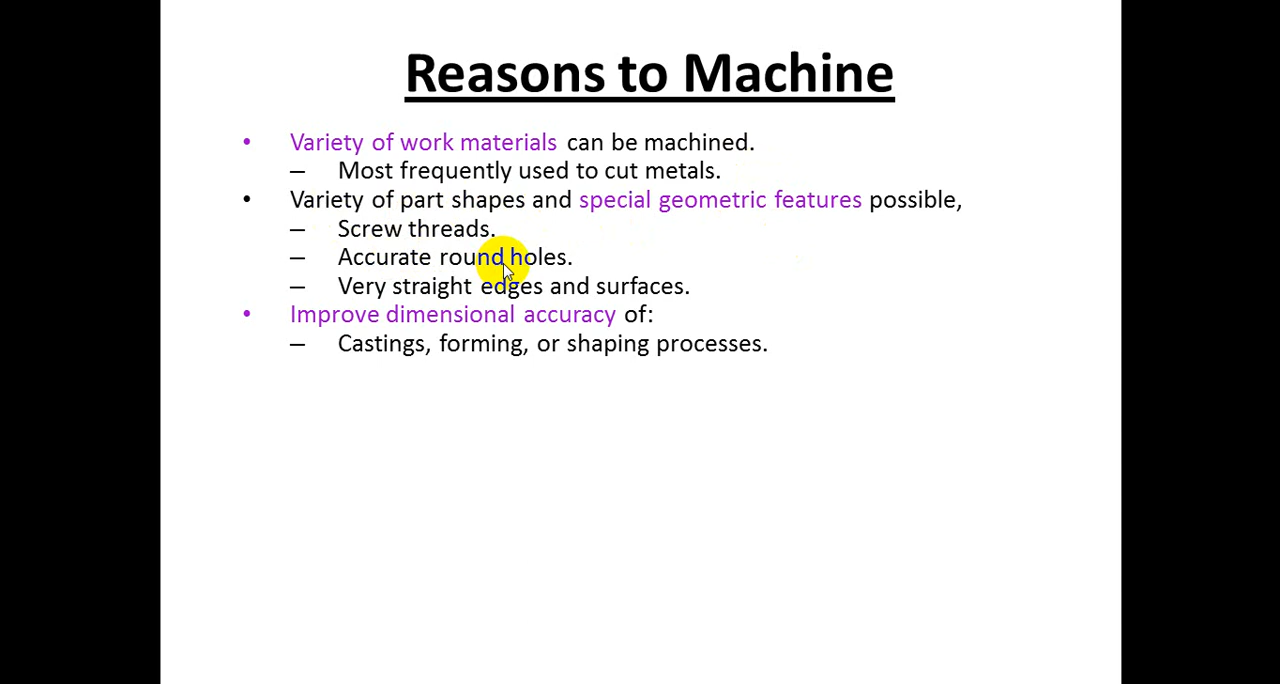 Reasons to Machine
• Variety of work materials can be machined.
– Most frequently used to cut metals.
• Variety of part shapes and special geometric features possible,
– Screw threads.
– Accurate round holes.
– Very straight edges and surfaces.
• Improve dimensional accuracy of:
– Castings, forming, or shaping processes.